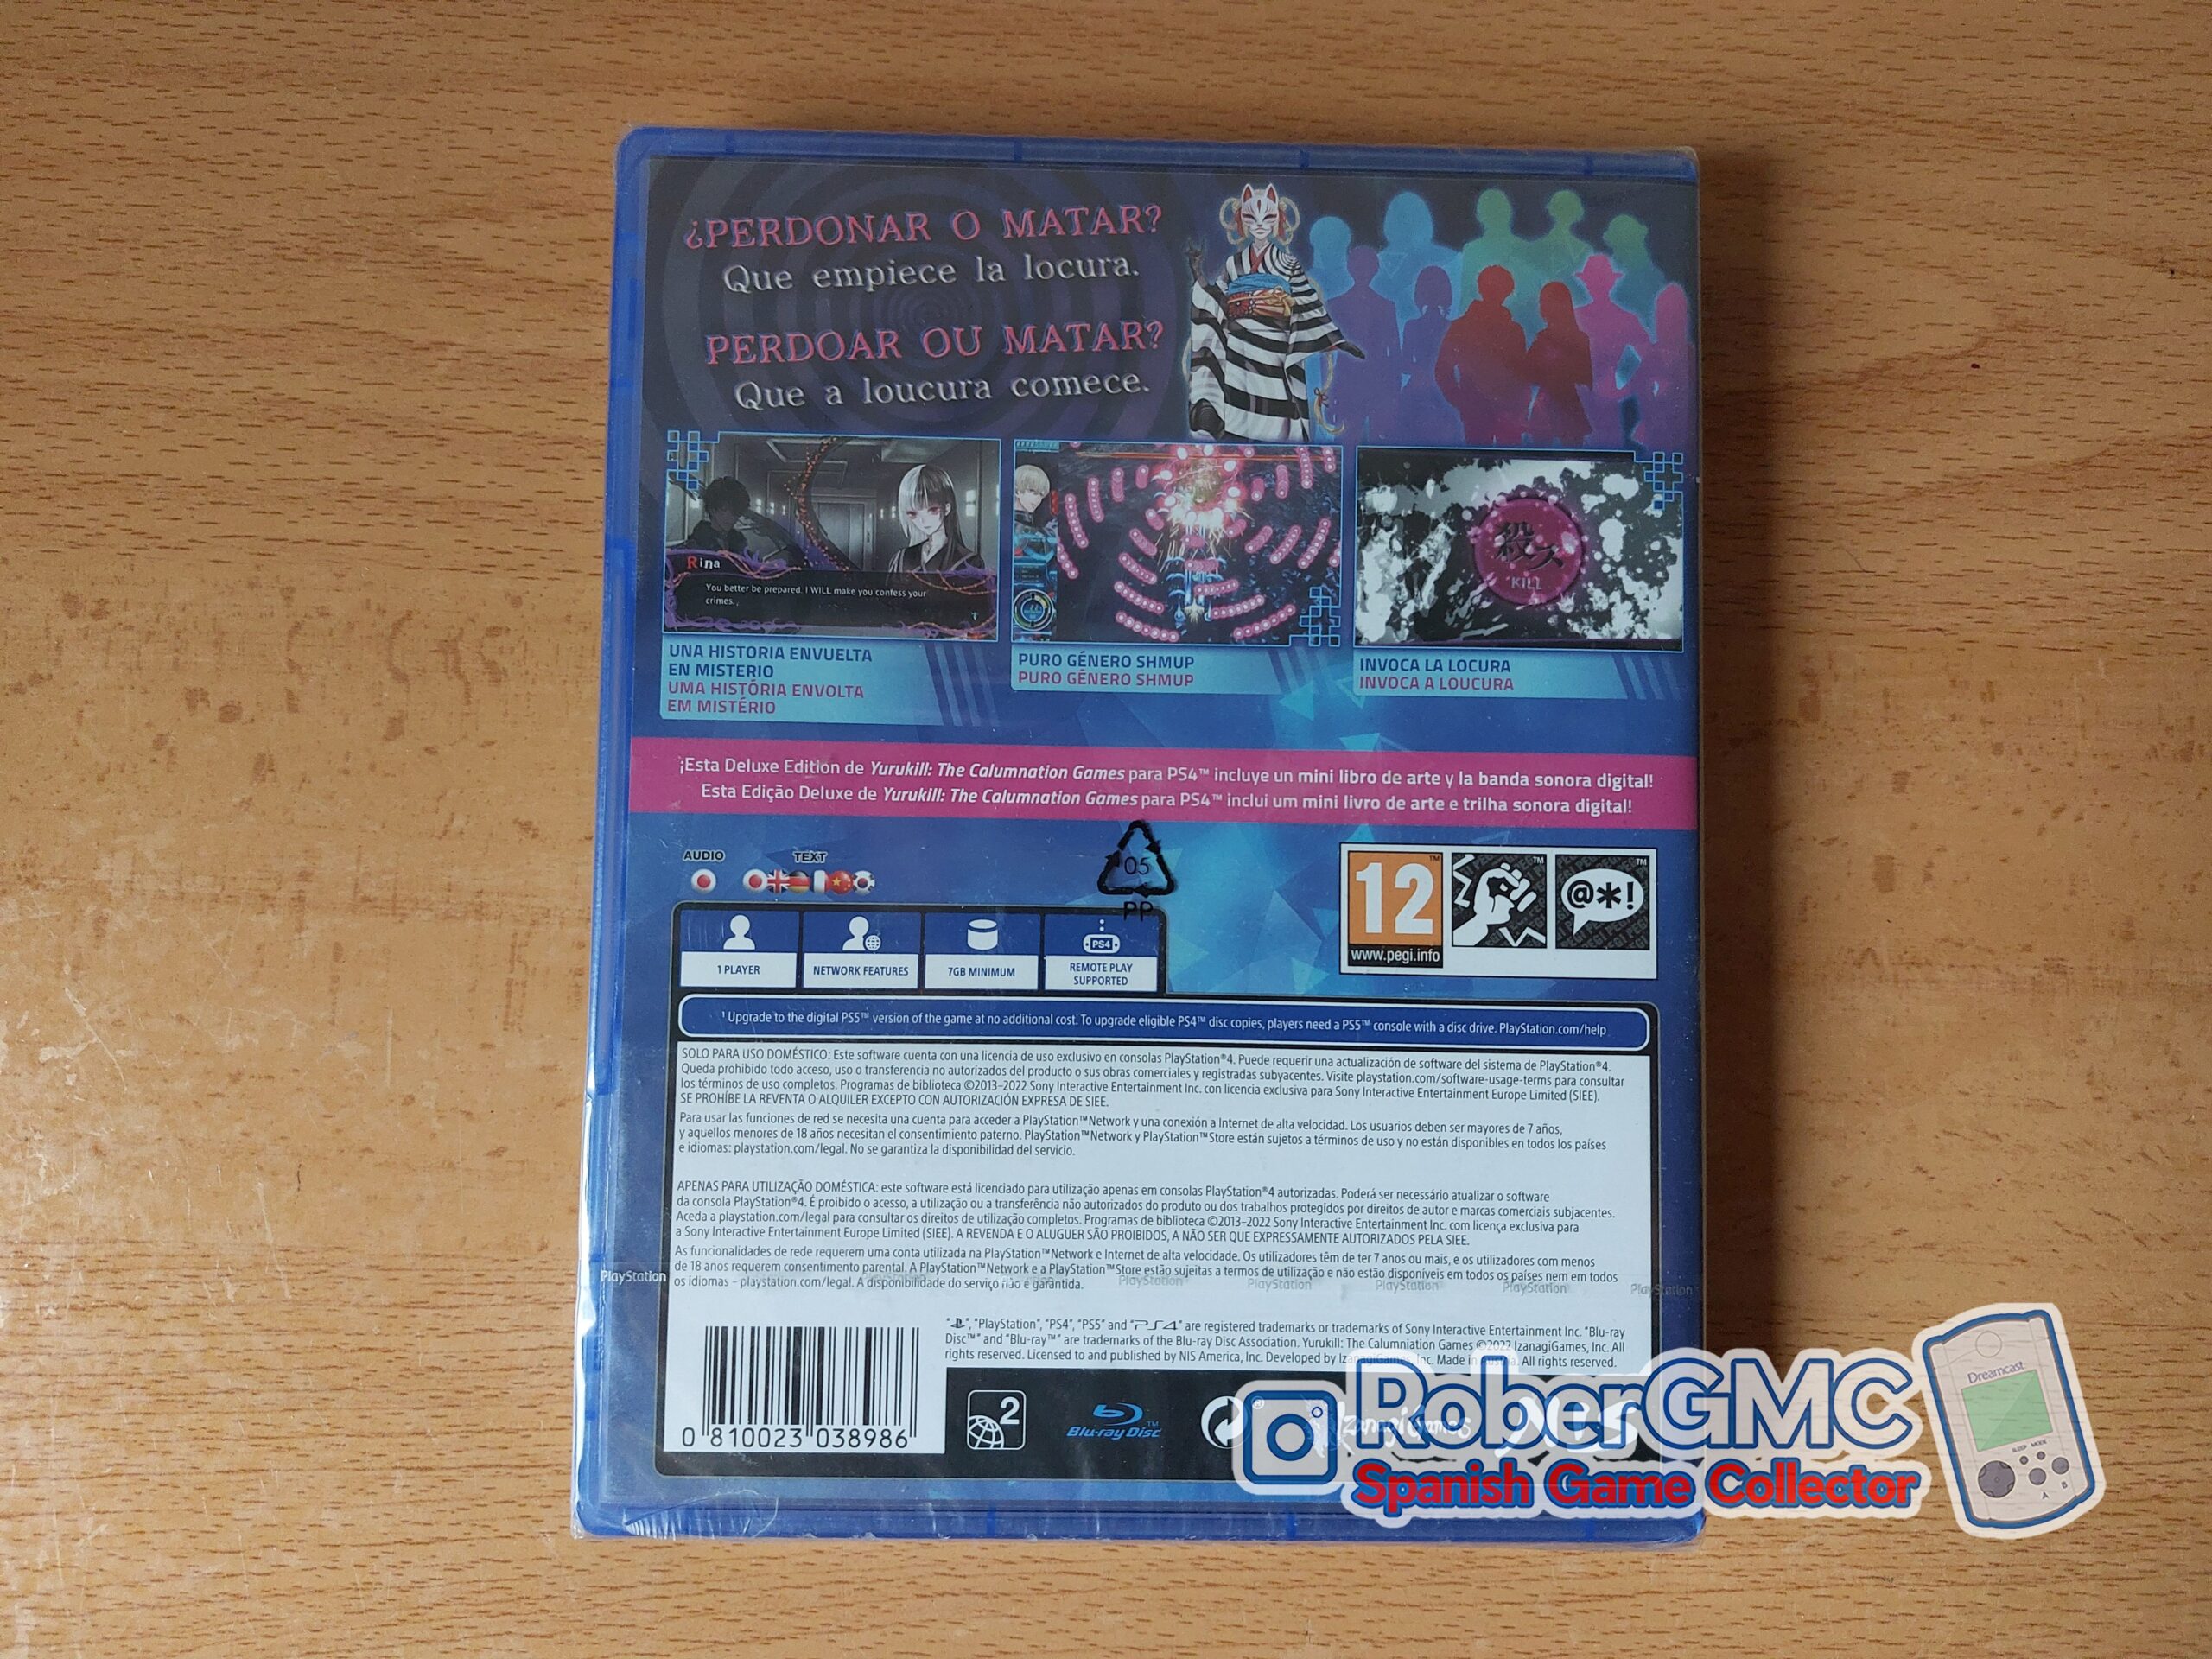 ¿PERDONAR O MATAR?
Que empiece la locura.
PERDOAR OU MATAR?
Que a loucura comece.
Rina
You better be prepared. I WILL make you confess your
crimes.
殺ス
KILL
UNA HISTORIA ENVUELTA
EN MISTERIO
UMA HISTÓRIA ENVOLTA
EM MISTÉRIO
PURO GÉNERO SHMUP
PURO GÊNERO SHMUP
INVOCA LA LOCURA
INVOCA A LOUCURA
¡Esta Deluxe Edition de Yurukill: The Calumnation Games para PS4™ incluye un mini libro de arte y la banda sonora digital!
Esta Edição Deluxe de Yurukill: The Calumnation Games para PS4™ inclui um mini livro de arte e trilha sonora digital!
AUDIO TEXT
05
PP
12
www.pegi.info
@*!
PS4
1 PLAYER
NETWORK FEATURES
7GB MINIMUM
REMOTE PLAY
SUPPORTED
¹ Upgrade to the digital PS5™ version of the game at no additional cost. To upgrade eligible PS4™ disc copies, players need a PS5™ console with a disc drive. PlayStation.com/help
SOLO PARA USO DOMÉSTICO: Este software cuenta con una licencia de uso exclusivo en consolas PlayStation®4. Puede requerir una actualización de software del sistema de PlayStation®4.
Queda prohibido todo acceso, uso o transferencia no autorizados del producto o sus obras comerciales y registradas subyacentes. Visite playstation.com/software-usage-terms para consultar
los términos de uso completos. Programas de biblioteca ©2013-2022 Sony Interactive Entertainment Inc. con licencia exclusiva para Sony Interactive Entertainment Europe Limited (SIEE).
SE PROHÍBE LA REVENTA O ALQUILER EXCEPTO CON AUTORIZACIÓN EXPRESA DE SIEE.
Para usar las funciones de red se necesita una cuenta para acceder a PlayStation™Network y una conexión a Internet de alta velocidad. Los usuarios deben ser mayores de 7 años,
y aquellos menores de 18 años necesitan el consentimiento paterno. PlayStation™Network y PlayStation™Store están sujetos a términos de uso y no están disponibles en todos los países
e idiomas: playstation.com/legal. No se garantiza la disponibilidad del servicio.
APENAS PARA UTILIZAÇÃO DOMÉSTICA: este software está licenciado para utilização apenas em consolas PlayStation®4 autorizadas. Poderá ser necessário atualizar o software
da consola PlayStation®4. É proibido o acesso, a utilização ou a transferência não autorizados do produto ou dos trabalhos protegidos por direitos de autor e marcas comerciais subjacentes.
Aceda a playstation.com/legal para consultar os direitos de utilização completos. Programas de biblioteca ©2013-2022 Sony Interactive Entertainment Inc. com licença exclusiva para
a Sony Interactive Entertainment Europe Limited (SIEE). A REVENDA E O ALUGUER SÃO PROIBIDOS, A NÃO SER QUE EXPRESSAMENTE AUTORIZADOS PELA SIEE.
As funcionalidades de rede requerem uma conta utilizada na PlayStation™Network e Internet de alta velocidade. Os utilizadores têm de ter 7 anos ou mais, e os utilizadores com menos
de 18 anos requerem consentimento parental. A PlayStation™Network e a PlayStation™Store estão sujeitas a termos de utilização e não estão disponíveis em todos os países nem em todos
os idiomas - playstation.com/legal. A disponibilidade do serviço não é garantida.
PlayStation PlayStation PlayStation PlayStation PlayStation PlayStation
"PlayStation", "PS4", "PS5" and "PS4" are registered trademarks or trademarks of Sony Interactive Entertainment Inc. "Blu-ray
Disc™" and "Blu-ray™" are trademarks of the Blu-ray Disc Association. Yurukill: The Calumniation Games ©2022 IzanagiGames, Inc. All
rights reserved. Licensed to and published by NIS America, Inc. Developed by IzanagiGames, Inc. Made in All rights reserved.
0 810023 038986
2
Blu-ray Disc™
IzanagiGames
RoberGMC
Spanish Game Collector
Dreamcast
SLEEP MODE
A B